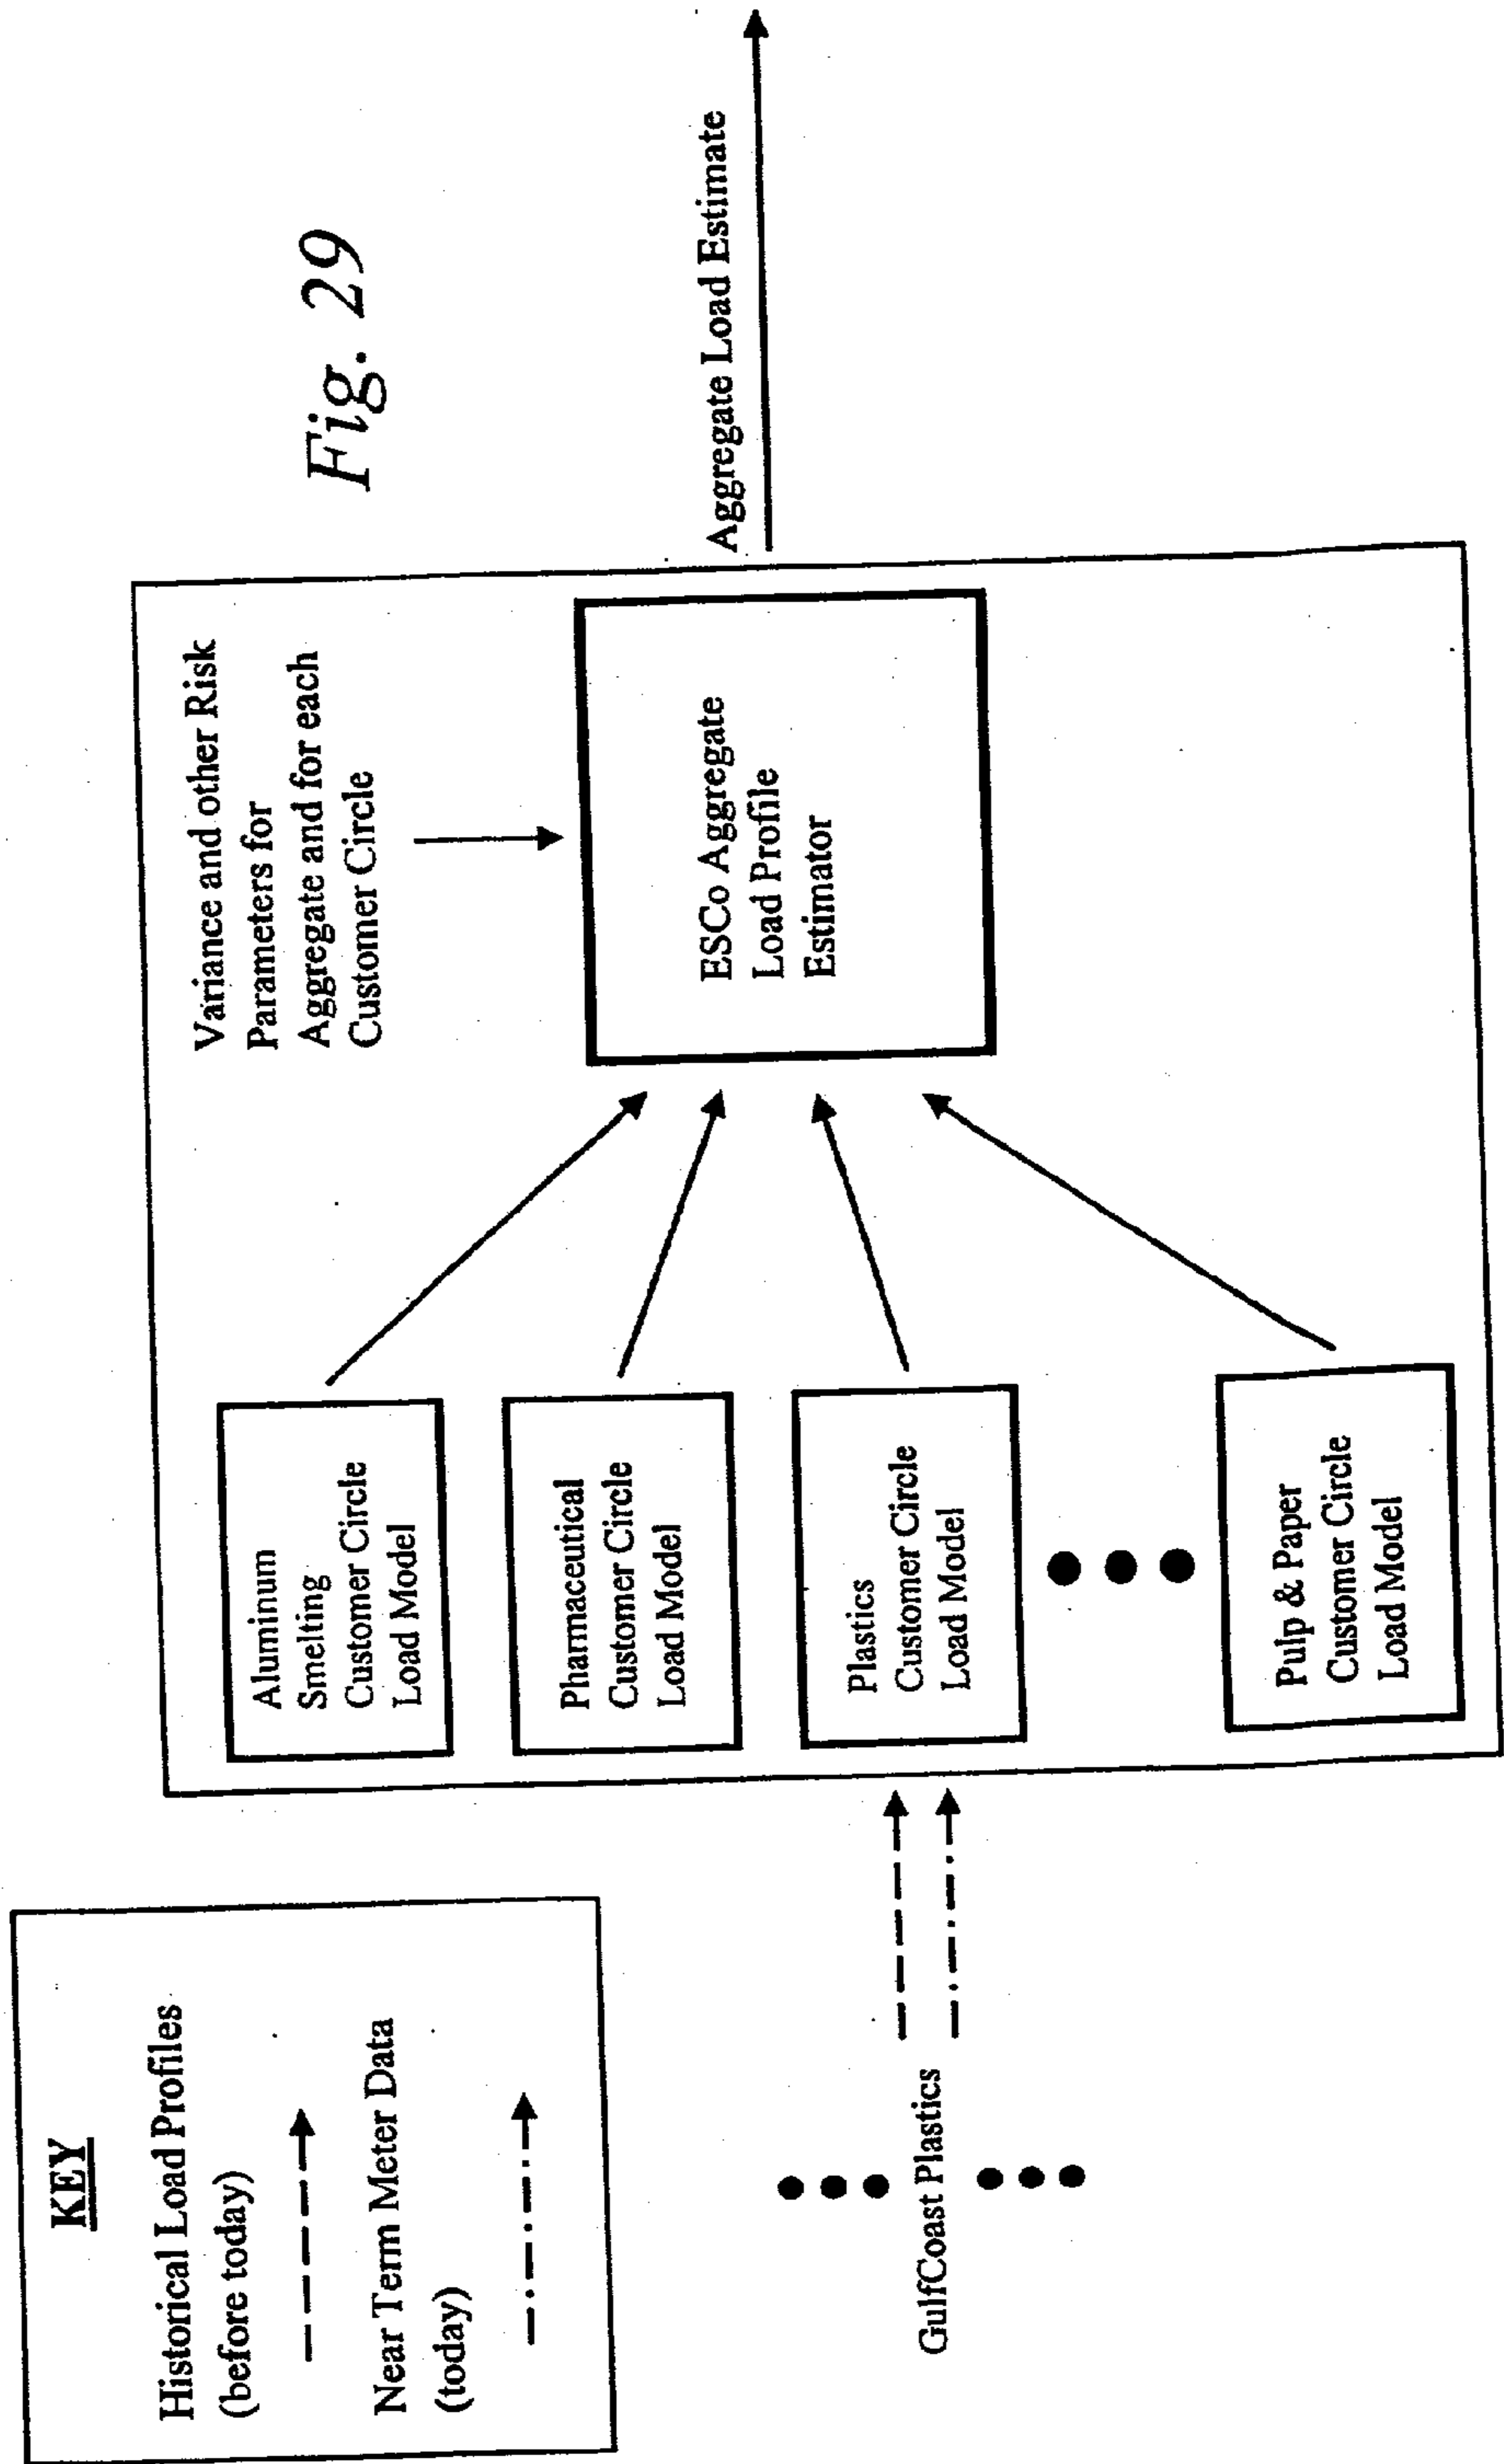 KEY
Historical Load Profiles
(before today)
Near Term Meter Data
(today)
GulfCoast Plastics
Aluminum
Smelting
Customer Circle
Load Model
Pharmaceutical
Customer Circle
Load Model
Plastics
Customer Circle
Load Model
Pulp & Paper
Customer Circle
Load Model
Variance and other Risk
Parameters for
Aggregate and for each
Customer Circle
ESCo Aggregate
Load Profile
Estimator
Aggregate Load Estimate
Fig. 29